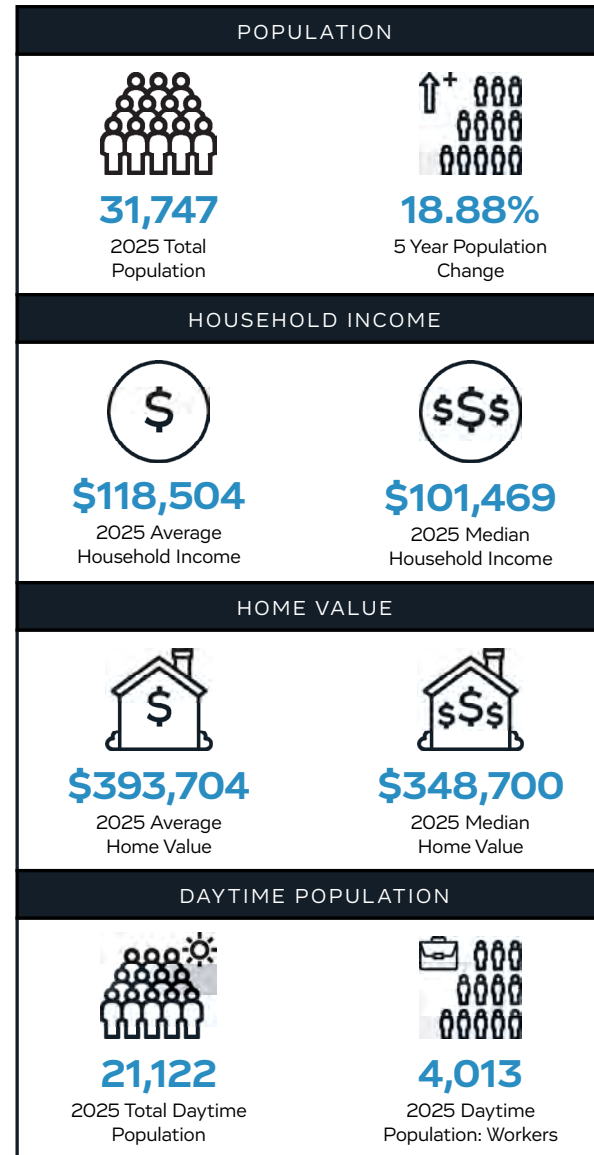 POPULATION
31,747
2025 Total
Population
18.88%
5 Year Population
Change
HOUSEHOLD INCOME
$
$118,504
2025 Average
Household Income
$$$
$101,469
2025 Median
Household Income
HOME VALUE
$
$393,704
2025 Average
Home Value
$$$
$348,700
2025 Median
Home Value
DAYTIME POPULATION
21,122
2025 Total Daytime
Population
4,013
2025 Daytime
Population: Workers